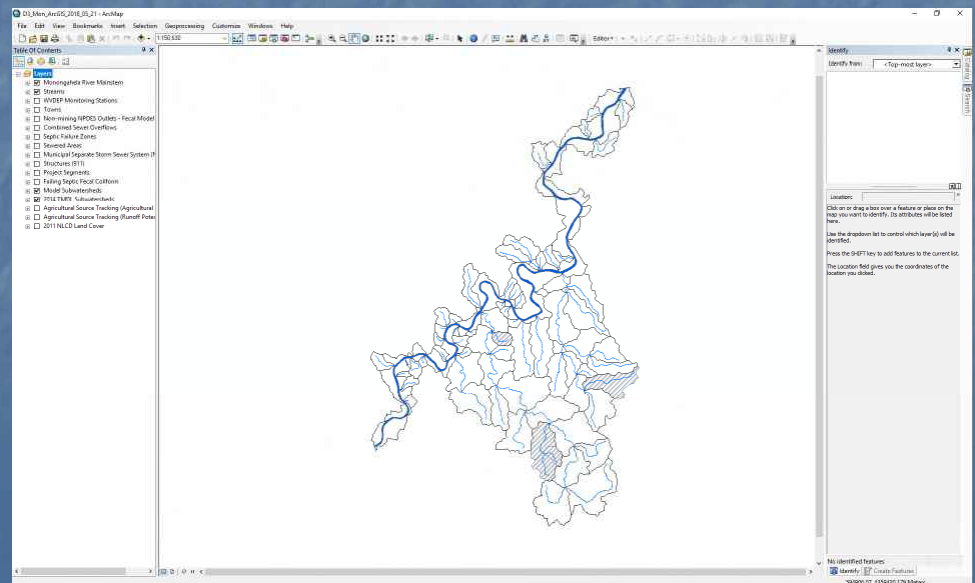 D3_Mon_ArcGIS_2018_05_21 - ArcMap
File Edit View Bookmarks Insert Selection Geoprocessing Customize Windows Help
1:150,630
Editor
Table Of Contents
Layers
Monongahela River Mainstem
Streams
WVDEP Monitoring Stations
Towns
Non-mining NPDES Outlets - Fecal Model
Combined Sewer Overflows
Septic Failure Zones
Sewered Areas
Municipal Separate Storm Sewer System (M
Structures (911)
Project Segments
Failing Septic Fecal Coliform
Model Subwatersheds
2014 TMDL Subwatersheds
Agricultural Source Tracking (Agricultural
Agricultural Source Tracking (Runoff Poter
2011 NLCD Land Cover
Identify
Identify from: <Top-most layer>
Location:
Click on or drag a box over a feature or place on the
map you want to identify. Its attributes will be listed
here.
Use the dropdown list to control which layer(s) will be
identified.
Press the SHIFT key to add features to the current list.
The Location field gives you the coordinates of the
location you clicked.
No identified features
Identify Create Features
Catalog
Search